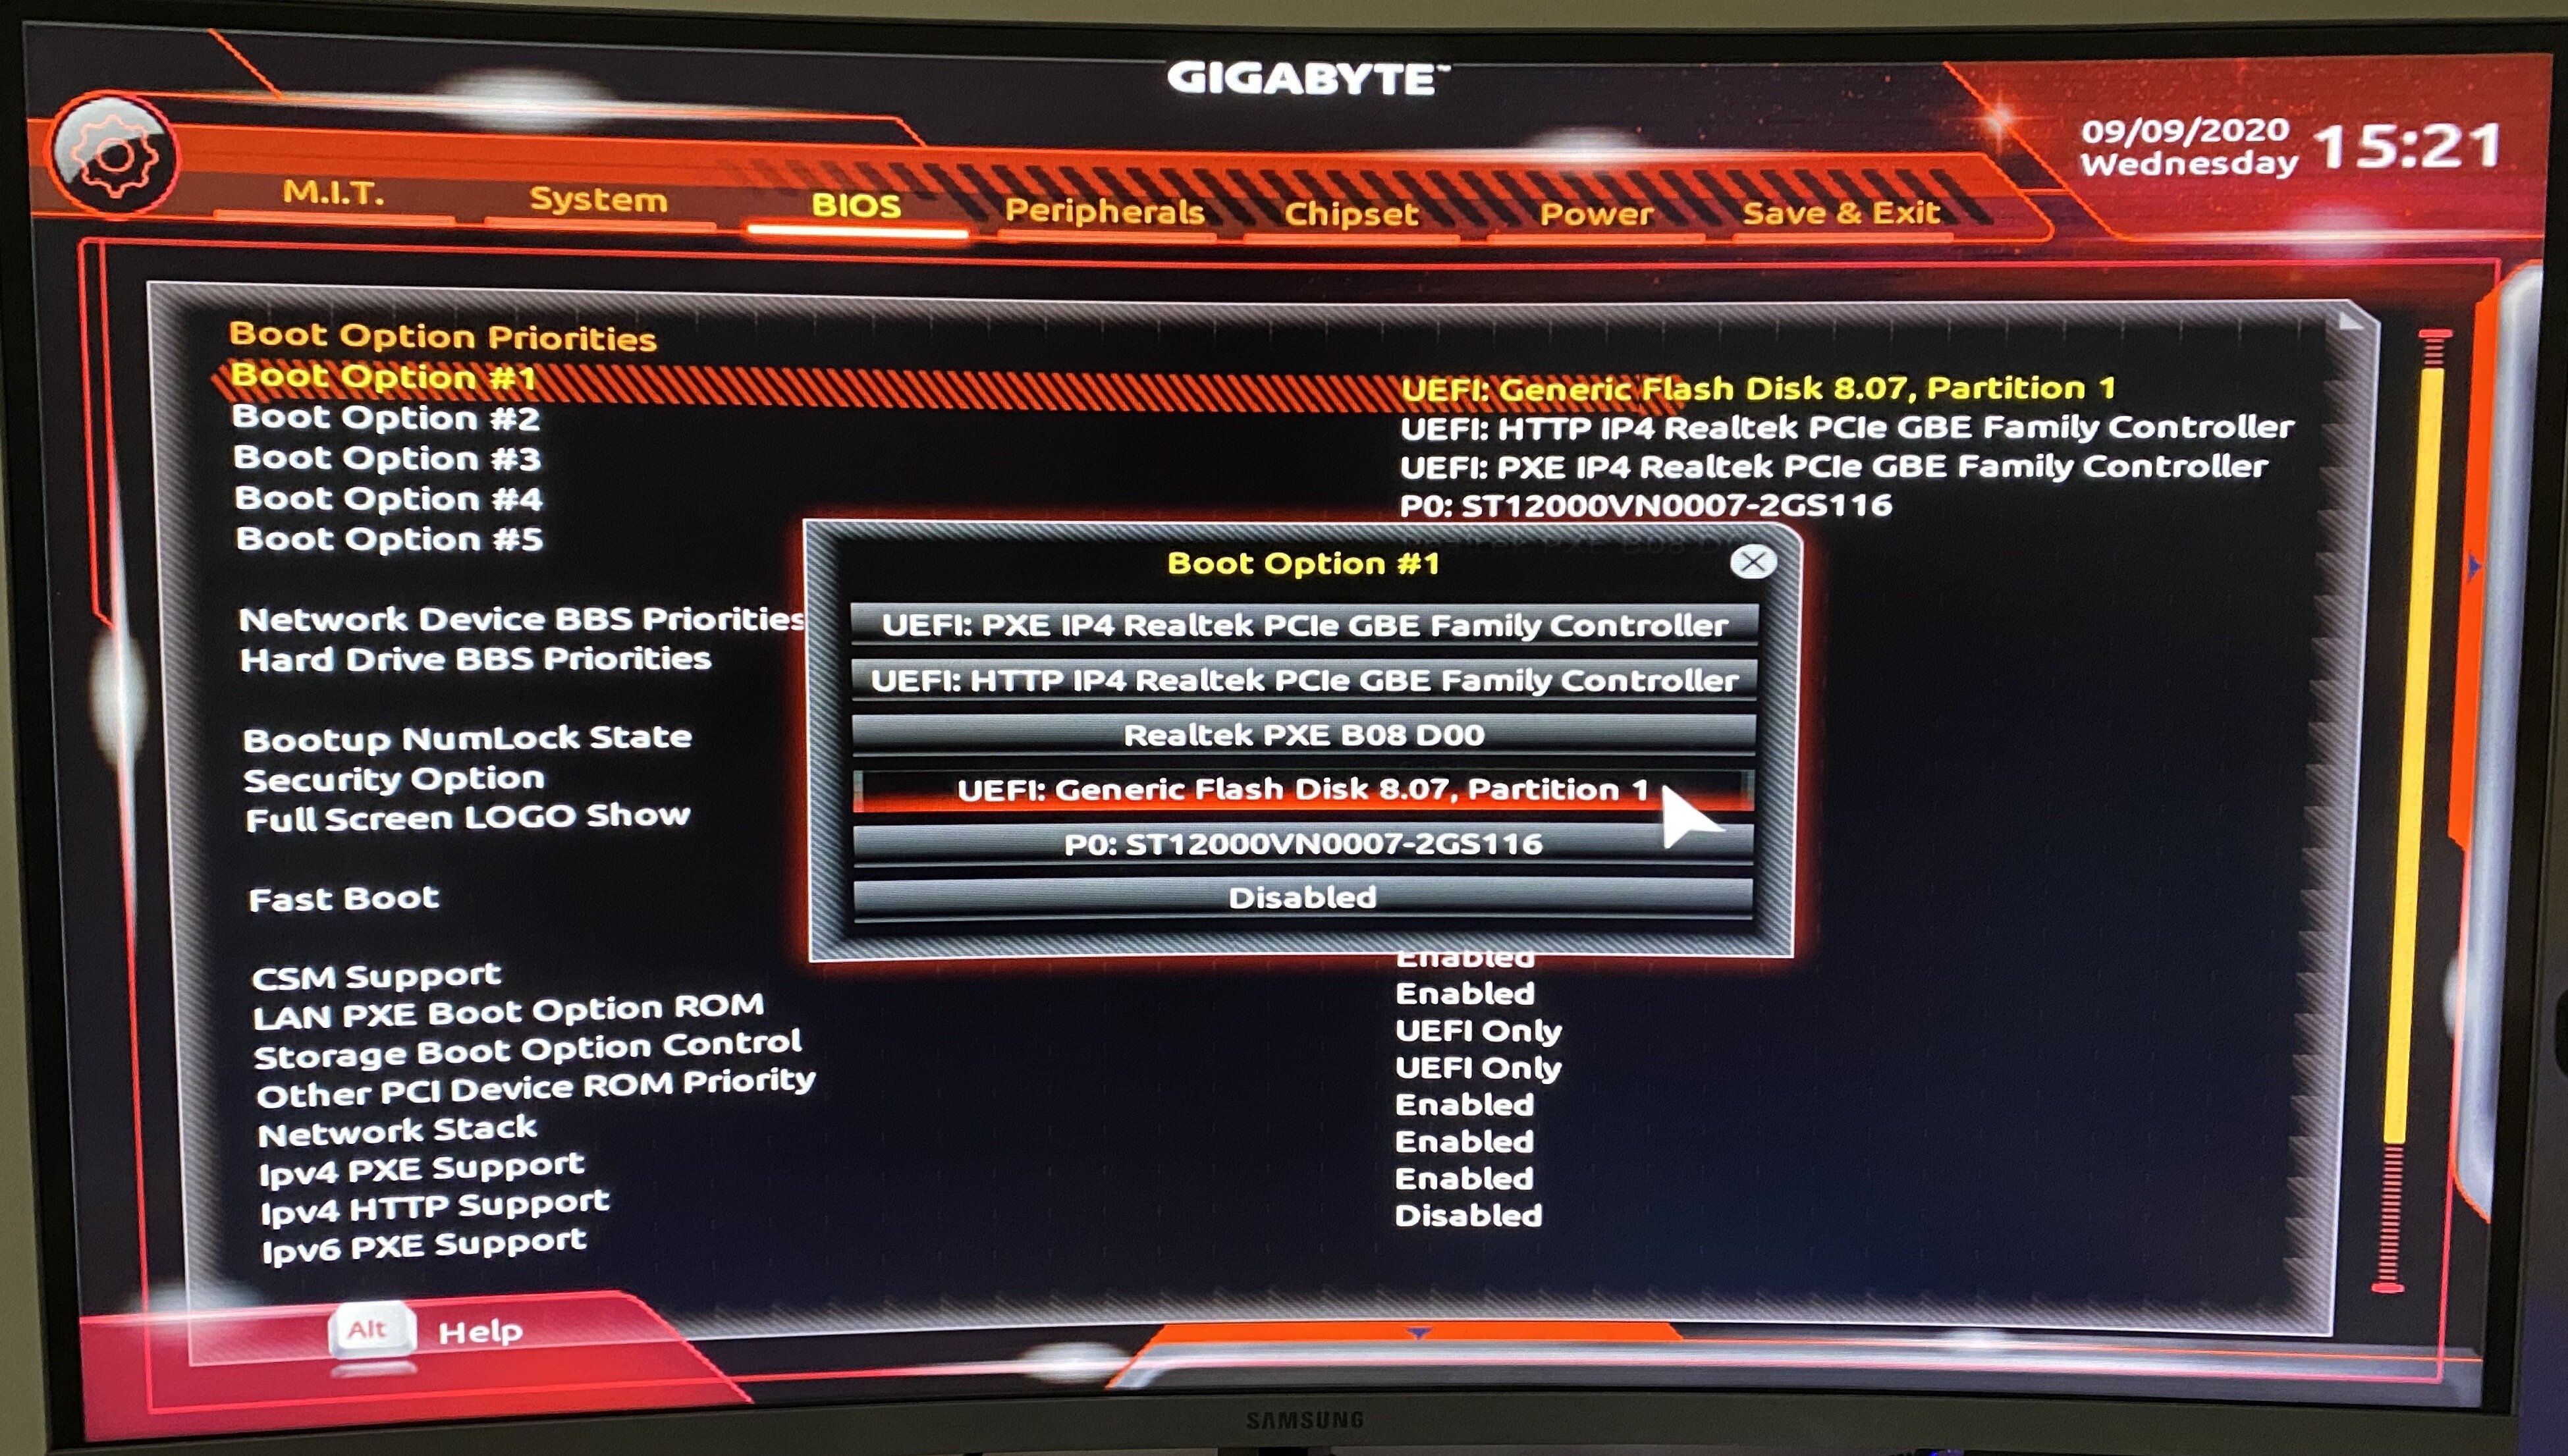 GIGABYTE™
09/09/2020
Wednesday 15:21
M.I.T. System BIOS Peripherals Chipset Power Save & Exit
Boot Option Priorities
Boot Option #1 UEFI: Generic Flash Disk 8.07, Partition 1
Boot Option #2 UEFI: HTTP IP4 Realtek PCIe GBE Family Controller
Boot Option #3 UEFI: PXE IP4 Realtek PCIe GBE Family Controller
Boot Option #4 P0: ST12000VN0007-2GS116
Boot Option #5
Network Device BBS Priorities
Hard Drive BBS Priorities
Bootup NumLock State
Security Option
Full Screen LOGO Show
Fast Boot
Boot Option #1
UEFI: PXE IP4 Realtek PCIe GBE Family Controller
UEFI: HTTP IP4 Realtek PCIe GBE Family Controller
Realtek PXE B08 D00
UEFI: Generic Flash Disk 8.07, Partition 1
P0: ST12000VN0007-2GS116
Disabled
CSM Support Enabled
LAN PXE Boot Option ROM Enabled
Storage Boot Option Control UEFI Only
Other PCI Device ROM Priority UEFI Only
Network Stack Enabled
Ipv4 PXE Support Enabled
Ipv4 HTTP Support Enabled
Ipv6 PXE Support Disabled
Alt Help
SAMSUNG